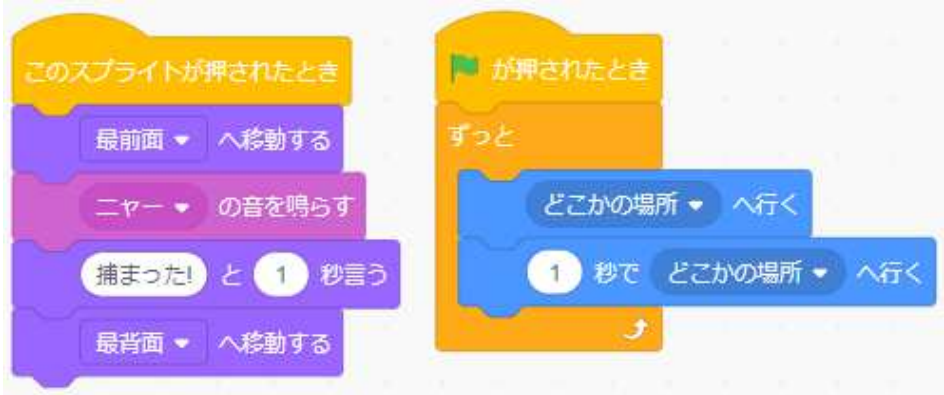 このスプライトが押されたとき
最前面 へ移動する
ニャー の音を鳴らす
捕まった! と 1 秒言う
最背面 へ移動する
が押されたとき
ずっと
どこかの場所 へ行く
1 秒で どこかの場所 へ行く